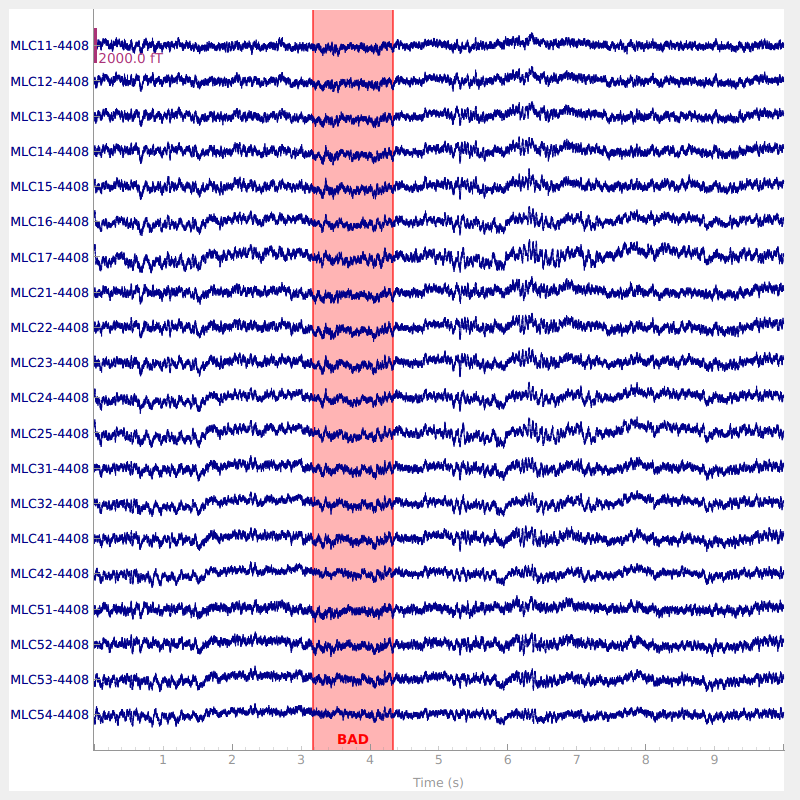 MLC11-4408
2000.0 fT
MLC12-4408
MLC13-4408
MLC14-4408
MLC15-4408
MLC16-4408
MLC17-4408
MLC21-4408
MLC22-4408
MLC23-4408
MLC24-4408
MLC25-4408
MLC31-4408
MLC32-4408
MLC41-4408
MLC42-4408
MLC51-4408
MLC52-4408
MLC53-4408
MLC54-4408
BAD
1 2 3 4 5 6 7 8 9
Time (s)